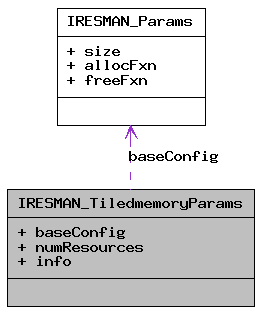 IRESMAN_Params
+ size
+ allocFxn
+ freeFxn
baseConfig
IRESMAN_TiledmemoryParams
+ baseConfig
+ numResources
+ info